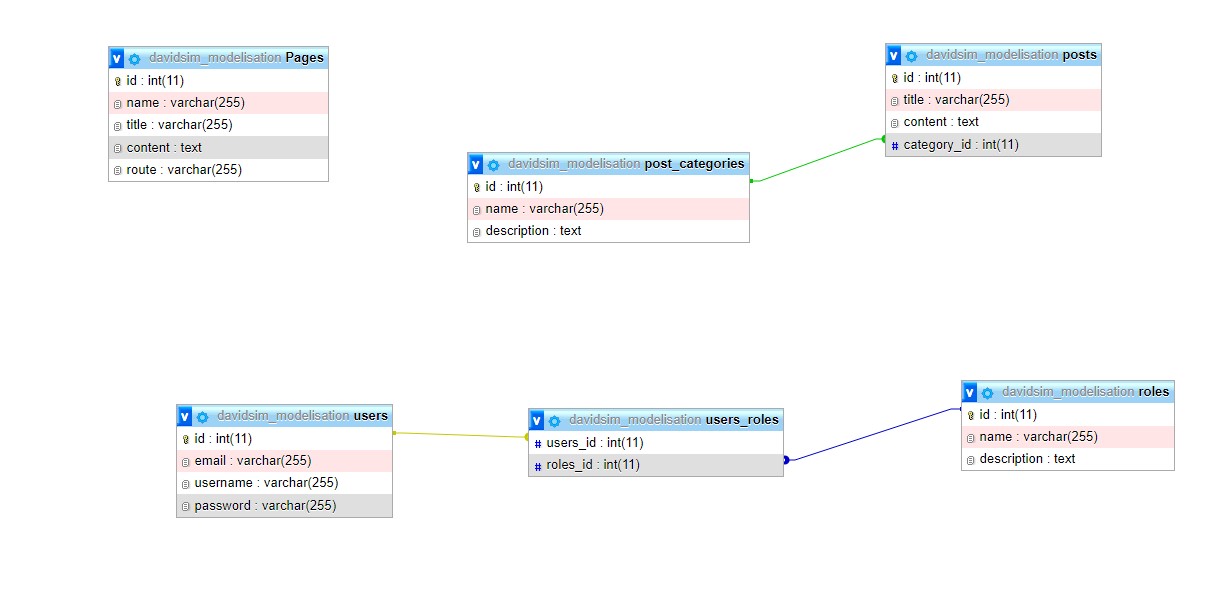 v davidsim_modelisation Pages
id : int(11)
name : varchar(255)
title : varchar(255)
content : text
route : varchar(255)
v davidsim_modelisation posts
id : int(11)
title : varchar(255)
content : text
# category_id : int(11)
v davidsim_modelisation post_categories
id : int(11)
name : varchar(255)
description : text
v davidsim_modelisation users
id : int(11)
email : varchar(255)
username : varchar(255)
password : varchar(255)
v davidsim_modelisation users_roles
# users_id : int(11)
# roles_id : int(11)
v davidsim_modelisation roles
id : int(11)
name : varchar(255)
description : text